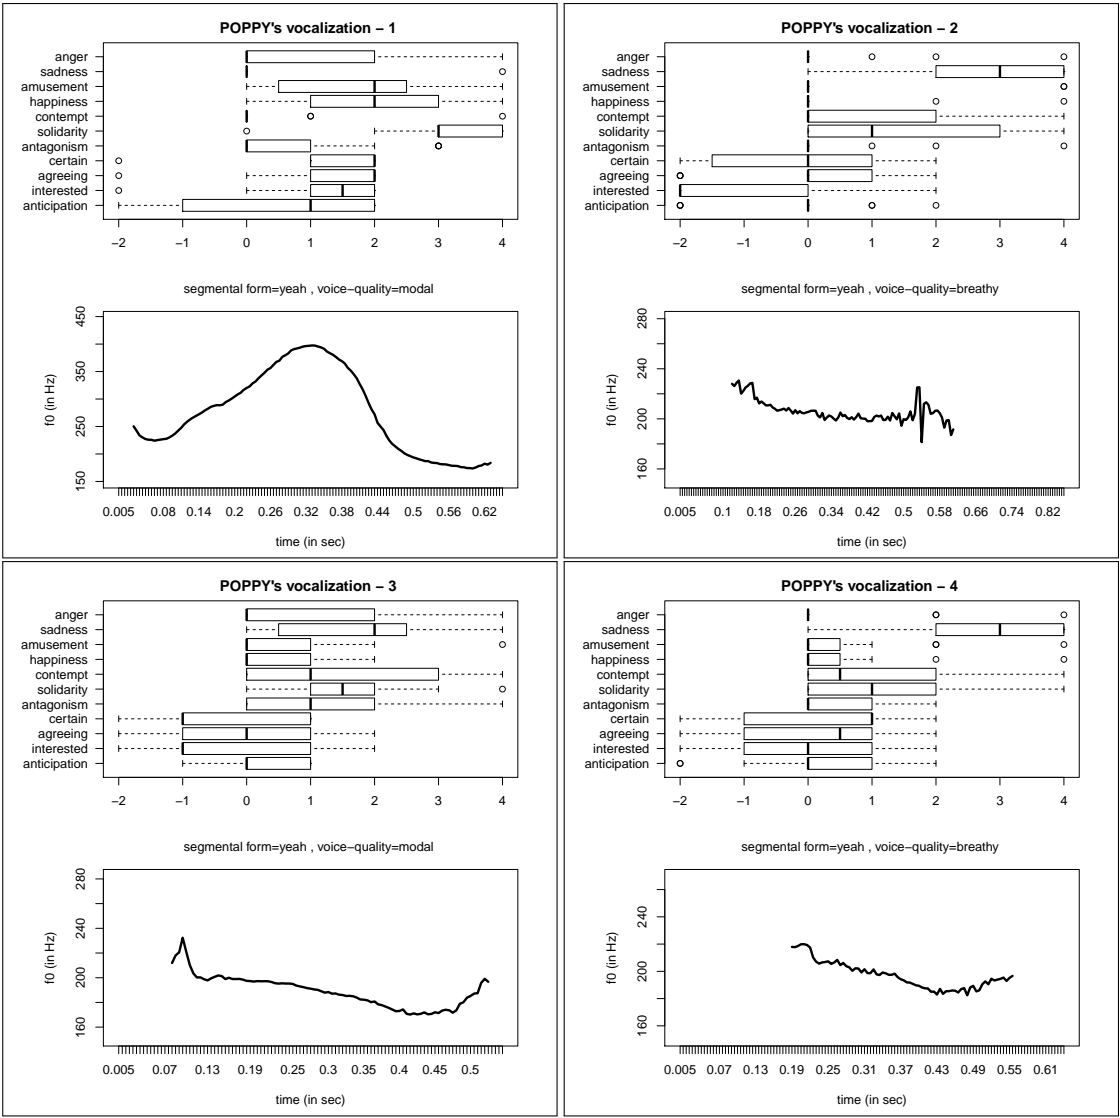 POPPY's vocalization – 1
anger
sadness
amusement
happiness
contempt
solidarity
antagonism
certain
agreeing
interested
anticipation
−2 −1 0 1 2 3 4
segmental form=yeah , voice−quality=modal
f0 (in Hz)
450
350
250
150
0.005 0.08 0.14 0.2 0.26 0.32 0.38 0.44 0.5 0.56 0.62
time (in sec)
POPPY's vocalization – 2
anger
sadness
amusement
happiness
contempt
solidarity
antagonism
certain
agreeing
interested
anticipation
−2 −1 0 1 2 3 4
segmental form=yeah , voice−quality=breathy
f0 (in Hz)
280
240
200
160
0.005 0.1 0.18 0.26 0.34 0.42 0.5 0.58 0.66 0.74 0.82
time (in sec)
POPPY's vocalization – 3
anger
sadness
amusement
happiness
contempt
solidarity
antagonism
certain
agreeing
interested
anticipation
−2 −1 0 1 2 3 4
segmental form=yeah , voice−quality=modal
f0 (in Hz)
280
240
200
160
0.005 0.07 0.13 0.19 0.25 0.3 0.35 0.4 0.45 0.5
time (in sec)
POPPY's vocalization – 4
anger
sadness
amusement
happiness
contempt
solidarity
antagonism
certain
agreeing
interested
anticipation
−2 −1 0 1 2 3 4
segmental form=yeah , voice−quality=breathy
f0 (in Hz)
240
200
160
0.005 0.07 0.13 0.19 0.25 0.31 0.37 0.43 0.49 0.55 0.61
time (in sec)